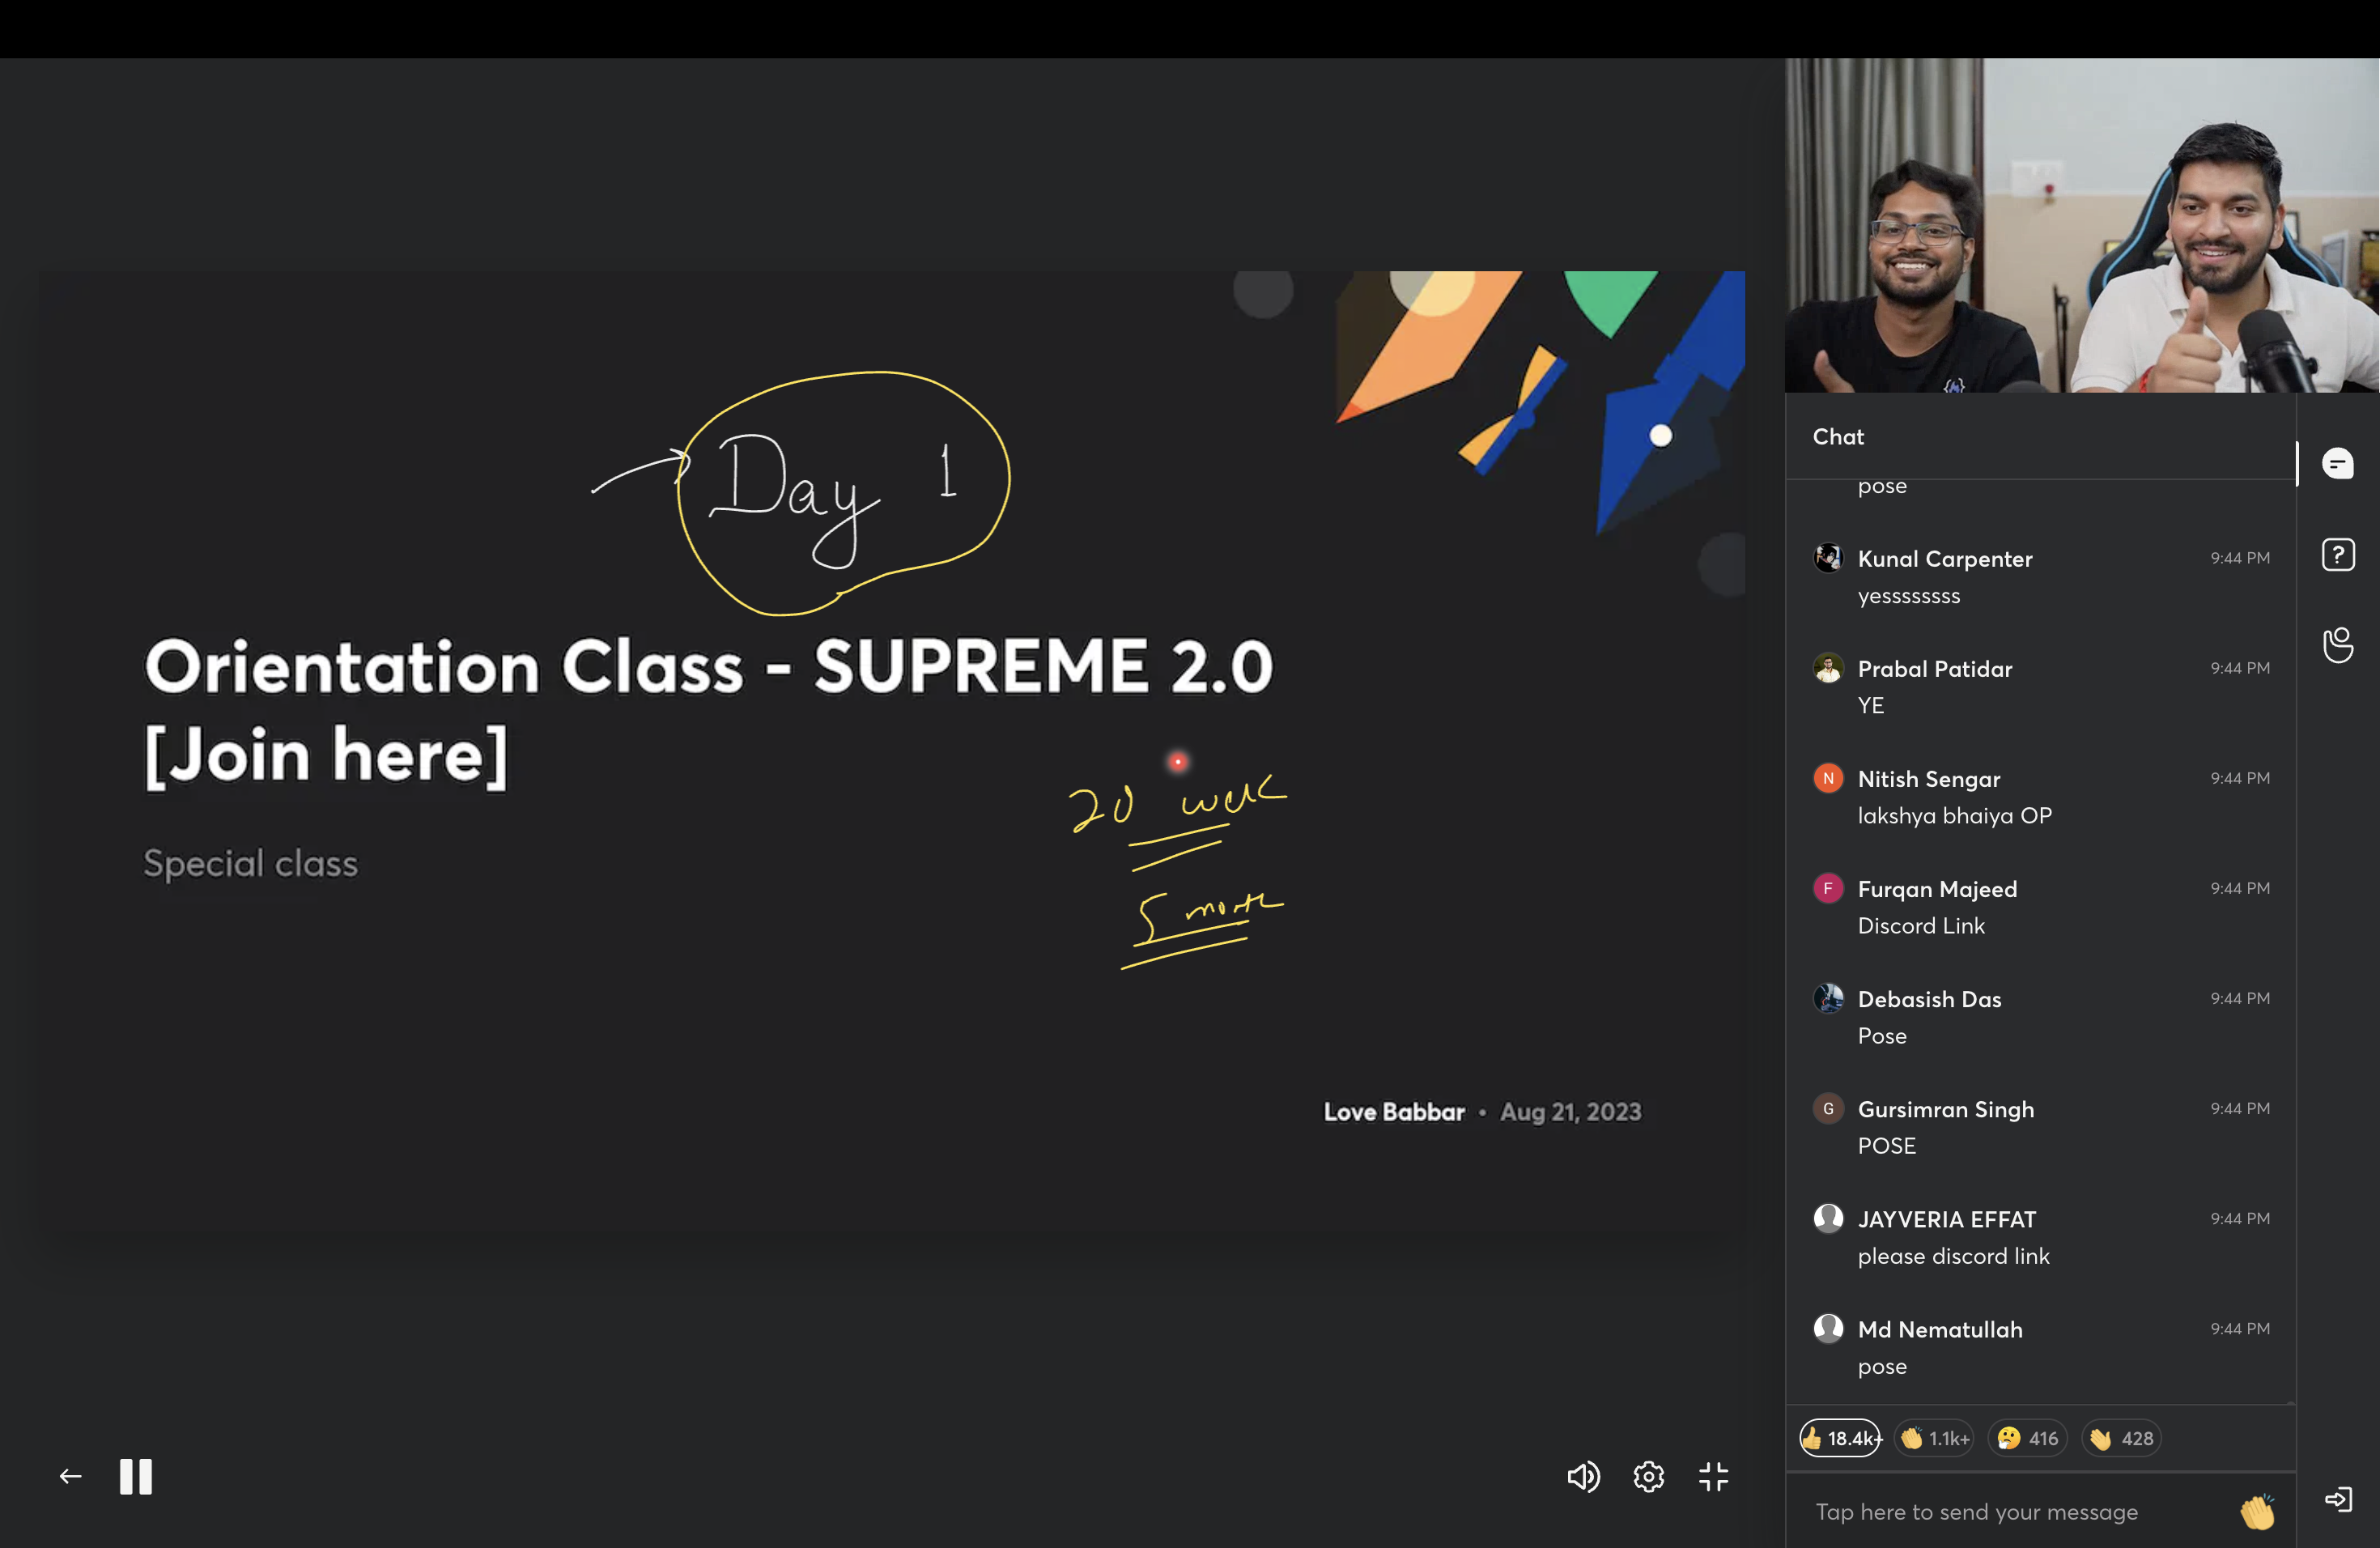 Day 1
Orientation Class - SUPREME 2.0
[Join here]
20 week
Special class
5 month
Love Babbar • Aug 21, 2023
Chat
pose
Kunal Carpenter 9:44 PM
yesssssssss
Prabal Patidar 9:44 PM
YE
N
Nitish Sengar 9:44 PM
lakshya bhaiya OP
F
Furqan Majeed 9:44 PM
Discord Link
Debasish Das 9:44 PM
Pose
G
Gursimran Singh 9:44 PM
POSE
JAYVERIA EFFAT 9:44 PM
please discord link
Md Nematullah 9:44 PM
pose
18.4k+ 1.1k+ 416 428
Tap here to send your message